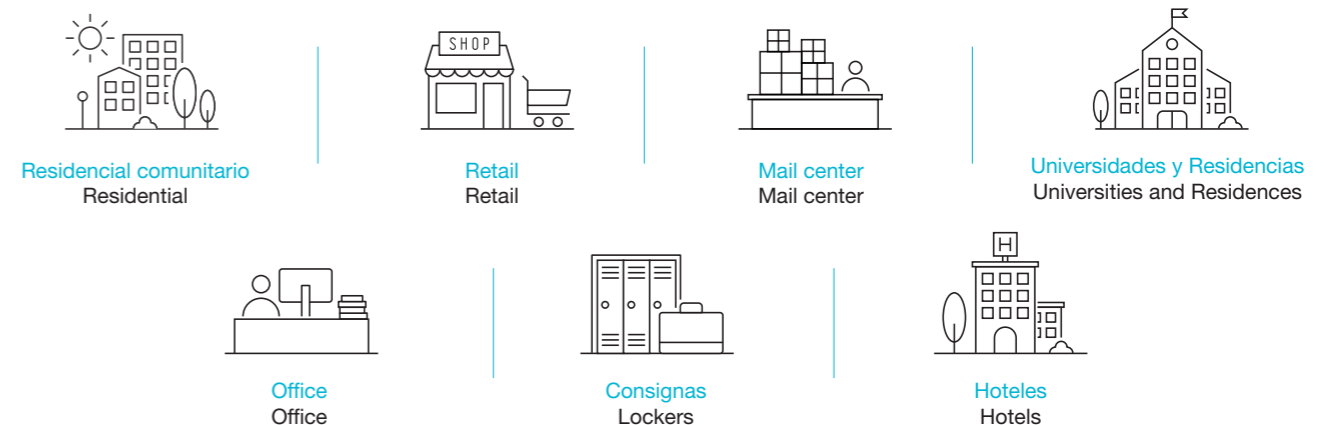 SHOP
Residencial comunitario
Residential
Retail
Retail
Mail center
Mail center
Universidades y Residencias
Universities and Residences
H
Office
Office
Consignas
Lockers
Hoteles
Hotels